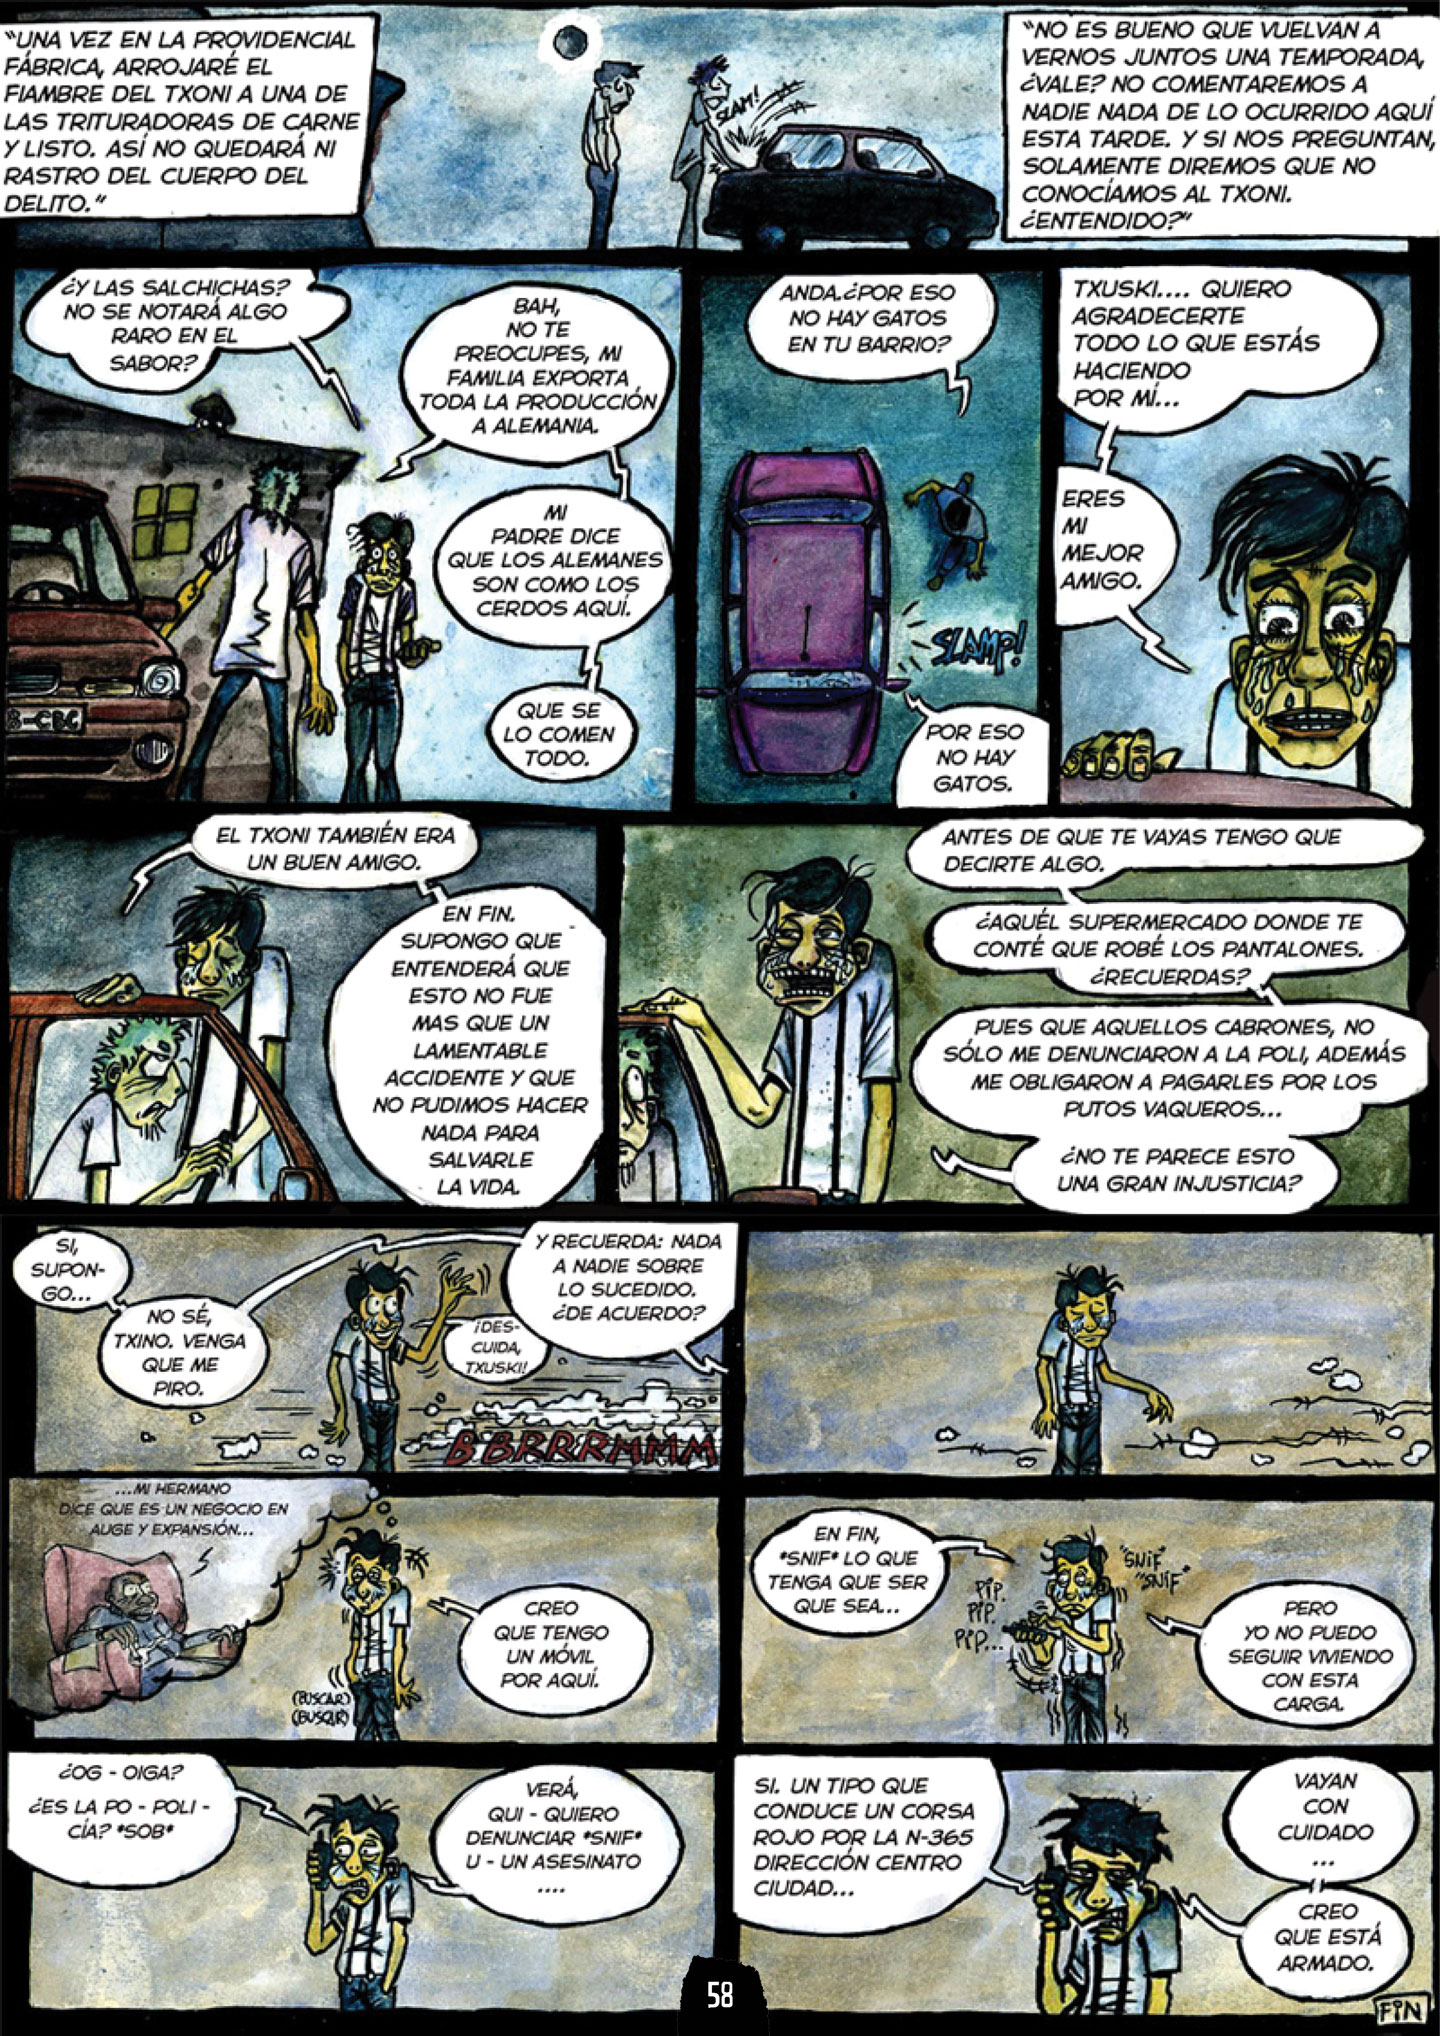 "UNA VEZ EN LA PROVIDENCIAL
FÁBRICA, ARROJARÉ EL
FIAMBRE DEL TXONI A UNA DE
LAS TRITURADORAS DE CARNE
Y LISTO. ASÍ NO QUEDARÁ NI
RASTRO DEL CUERPO DEL
DELITO."
SLAM!
"NO ES BUENO QUE VUELVAN A
VERNOS JUNTOS UNA TEMPORADA,
¿VALE? NO COMENTAREMOS A
NADIE NADA DE LO OCURRIDO AQUÍ
ESTA TARDE. Y SI NOS PREGUNTAN,
SOLAMENTE DIREMOS QUE NO
CONOCÍAMOS AL TXONI.
¿ENTENDIDO?"
¿Y LAS SALCHICHAS?
NO SE NOTARÁ ALGO
RARO EN EL
SABOR?
BAH,
NO TE
PREOCUPES, MI
FAMILIA EXPORTA
TODA LA PRODUCCIÓN
A ALEMANIA.
MI
PADRE DICE
QUE LOS ALEMANES
SON COMO LOS
CERDOS AQUÍ.
QUE SE
LO COMEN
TODO.
B-CBC
ANDA.¿POR ESO
NO HAY GATOS
EN TU BARRIO?
SLAMP!
POR ESO
NO HAY
GATOS.
TXUSKI.... QUIERO
AGRADECERTE
TODO LO QUE ESTÁS
HACIENDO
POR MÍ...
ERES
MI
MEJOR
AMIGO.
EL TXONI TAMBIÉN ERA
UN BUEN AMIGO.
EN FIN.
SUPONGO QUE -
ENTENDERÁ QUE
ESTO NO FUE
MAS QUE UN
LAMENTABLE
ACCIDENTE Y QUE
NO PUDIMOS HACER
NADA PARA
SALVARLE
LA VIDA.
ANTES DE QUE TE VAYAS TENGO QUE
DECIRTE ALGO.
¿AQUÉL SUPERMERCADO DONDE TE
CONTÉ QUE ROBÉ LOS PANTALONES.
¿RECUERDAS?
PUES QUE AQUELLOS CABRONES, NO
SÓLO ME DENUNCIARON A LA POLI, ADEMÁS
ME OBLIGARON A PAGARLES POR LOS
PUTOS VAQUEROS...
¿NO TE PARECE ESTO
UNA GRAN INJUSTICIA?
SI,
SUPON-
GO...
NO SÉ,
TXINO. VENGA
QUE ME
PIRO.
Y RECUERDA: NADA
A NADIE SOBRE
LO SUCEDIDO.
¿DE ACUERDO?
¡DES-
CUIDA,
TXUSKI!
BBRRRRMMM
...MI HERMANO
DICE QUE ES UN NEGOCIO EN
AUGE Y EXPANSIÓN...
CREO
QUE TENGO
UN MÓVIL
POR AQUÍ.
(BUSCAR)
(BUSCAR)
EN FIN,
*SNIF* LO QUE
TENGA QUE SER
QUE SEA...
PIP.
PIP.
PIP...
"SNIF"
"SNIF"
PERO
YO NO PUEDO
SEGUIR VIVIENDO
CON ESTA
CARGA.
¿OG - OIGA?
¿ES LA PO - POLI -
CÍA? *SOB*
VERÁ,
QUI - QUIERO
DENUNCIAR *SNIF*
U - UN ASESINATO
....
SI. UN TIPO QUE
CONDUCE UN CORSA
ROJO POR LA N-365
DIRECCIÓN CENTRO
CIUDAD...
VAYAN
CON
CUIDADO
...
CREO
QUE ESTÁ
ARMADO.
58
FIN